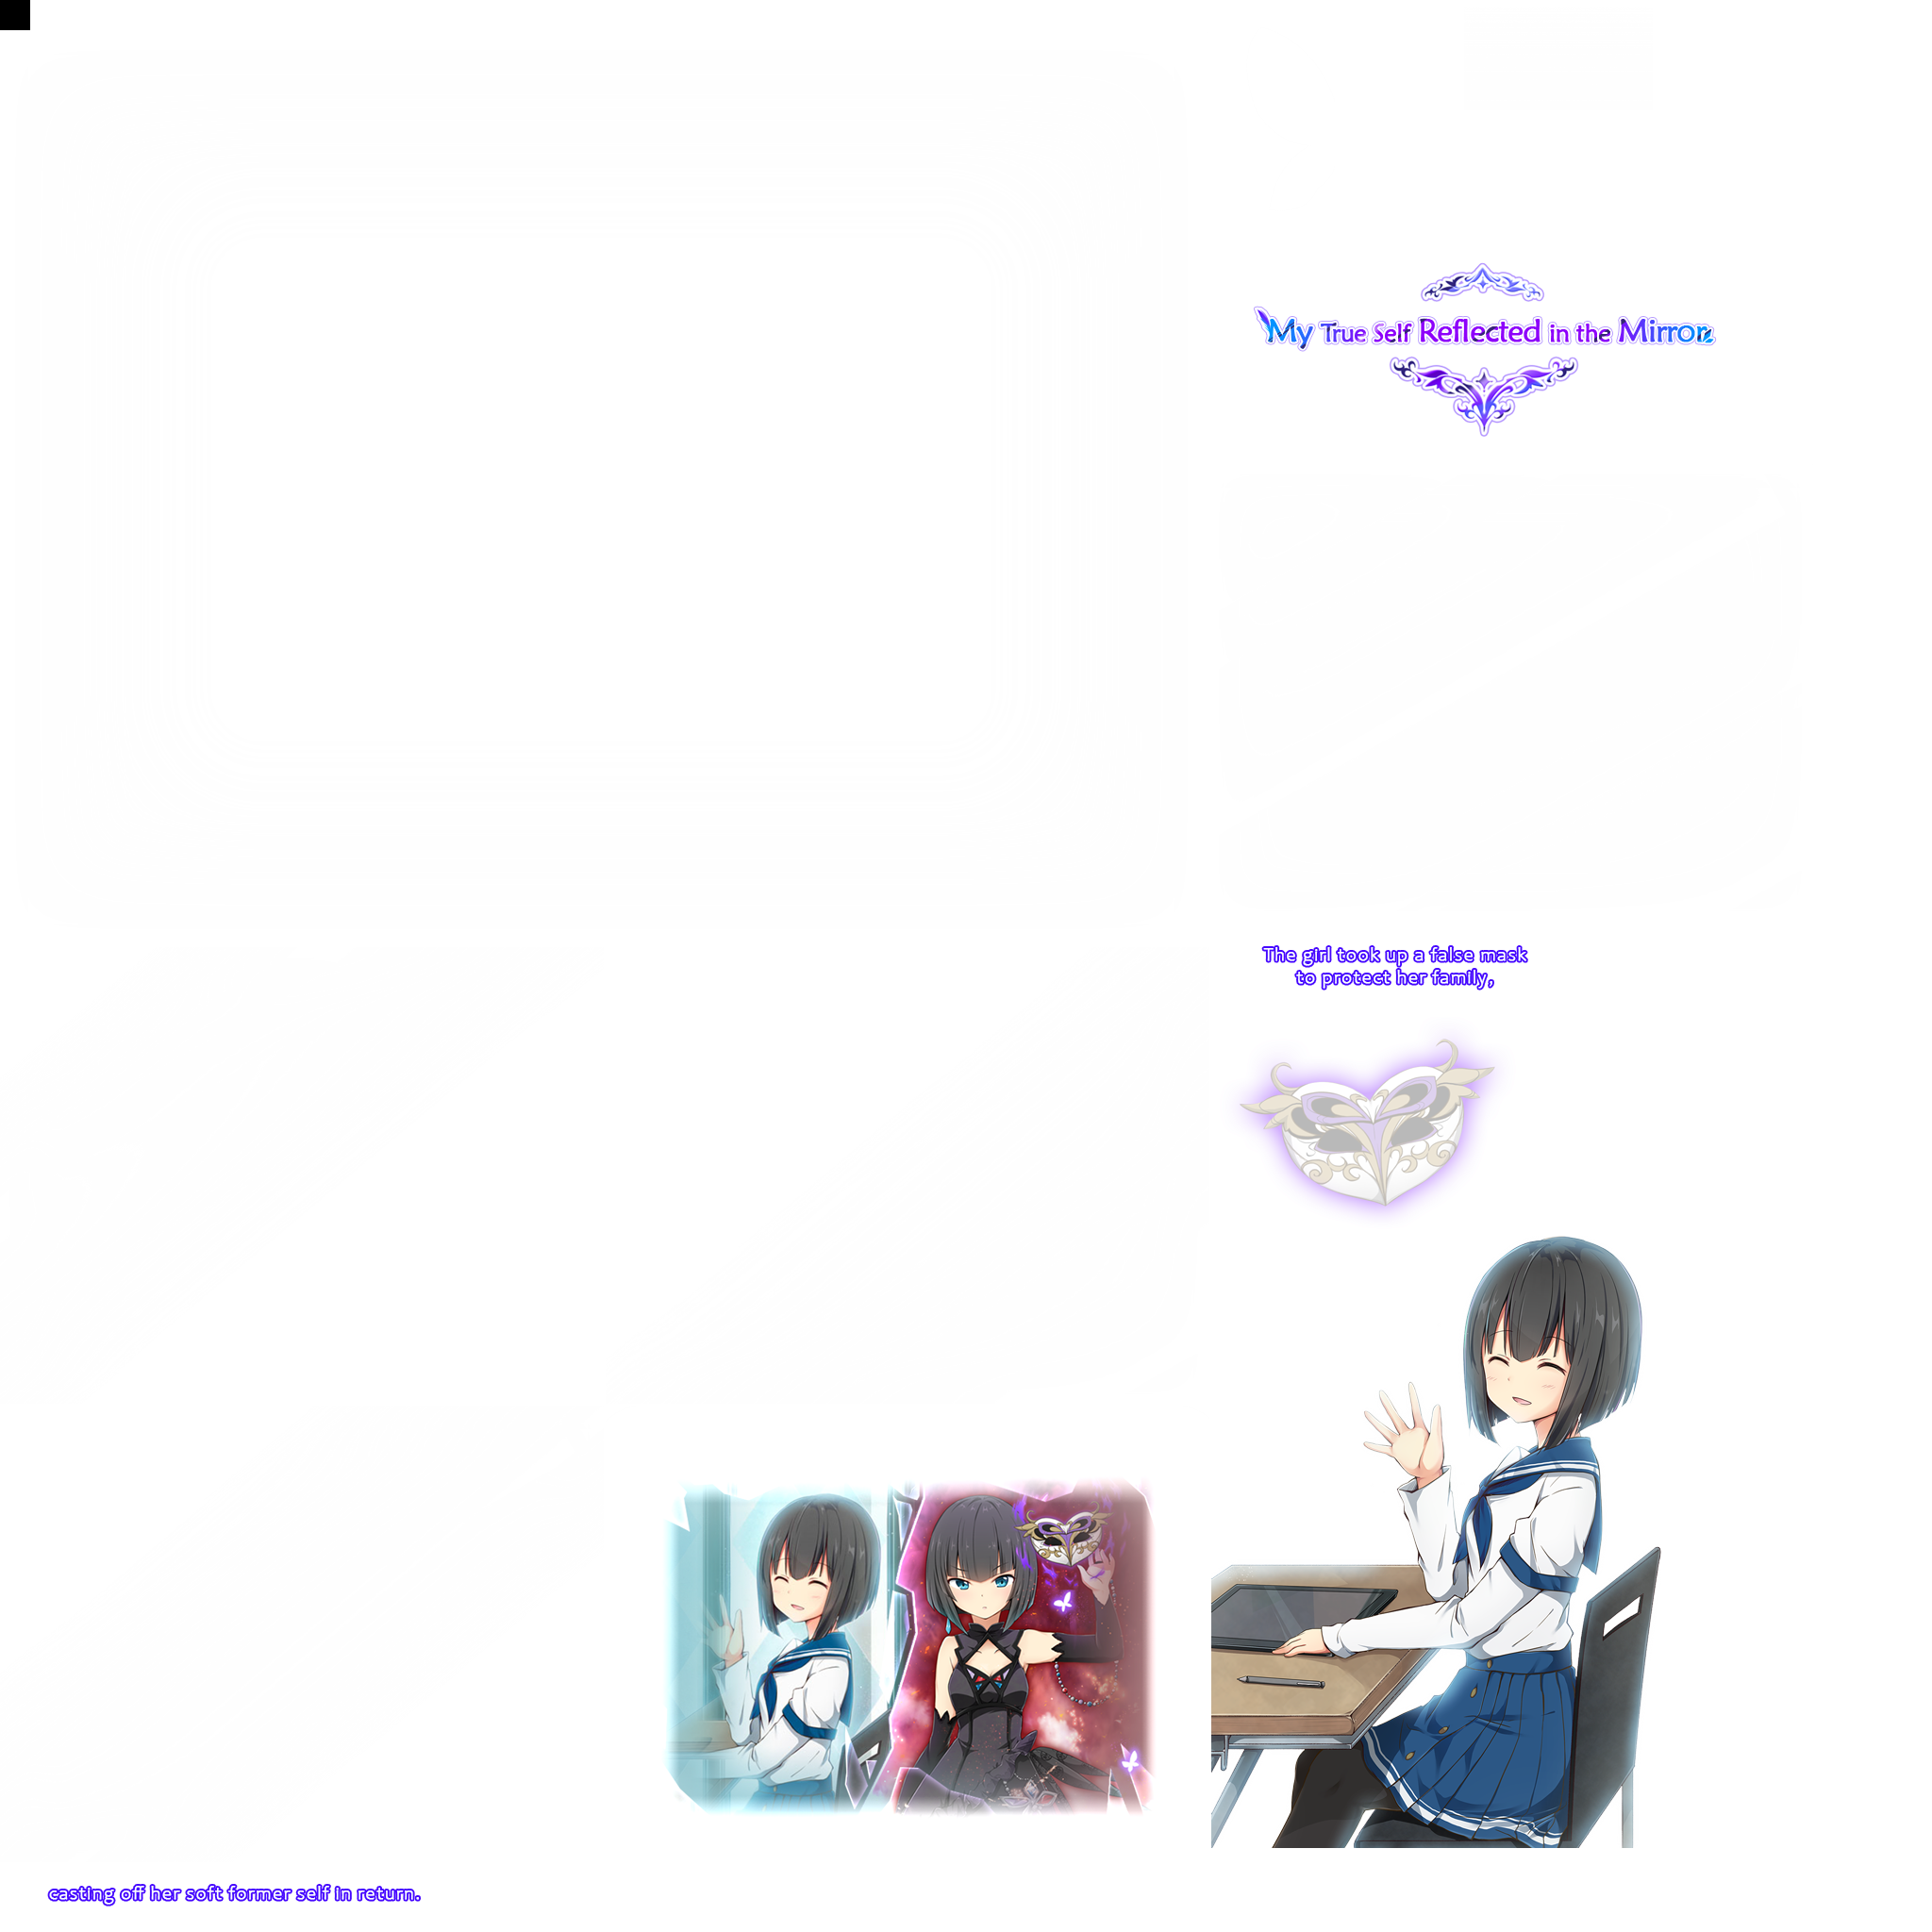 My True Self Reflected in the Mirror
The girl took up a false mask
to protect her family,
casting off her soft former self in return.